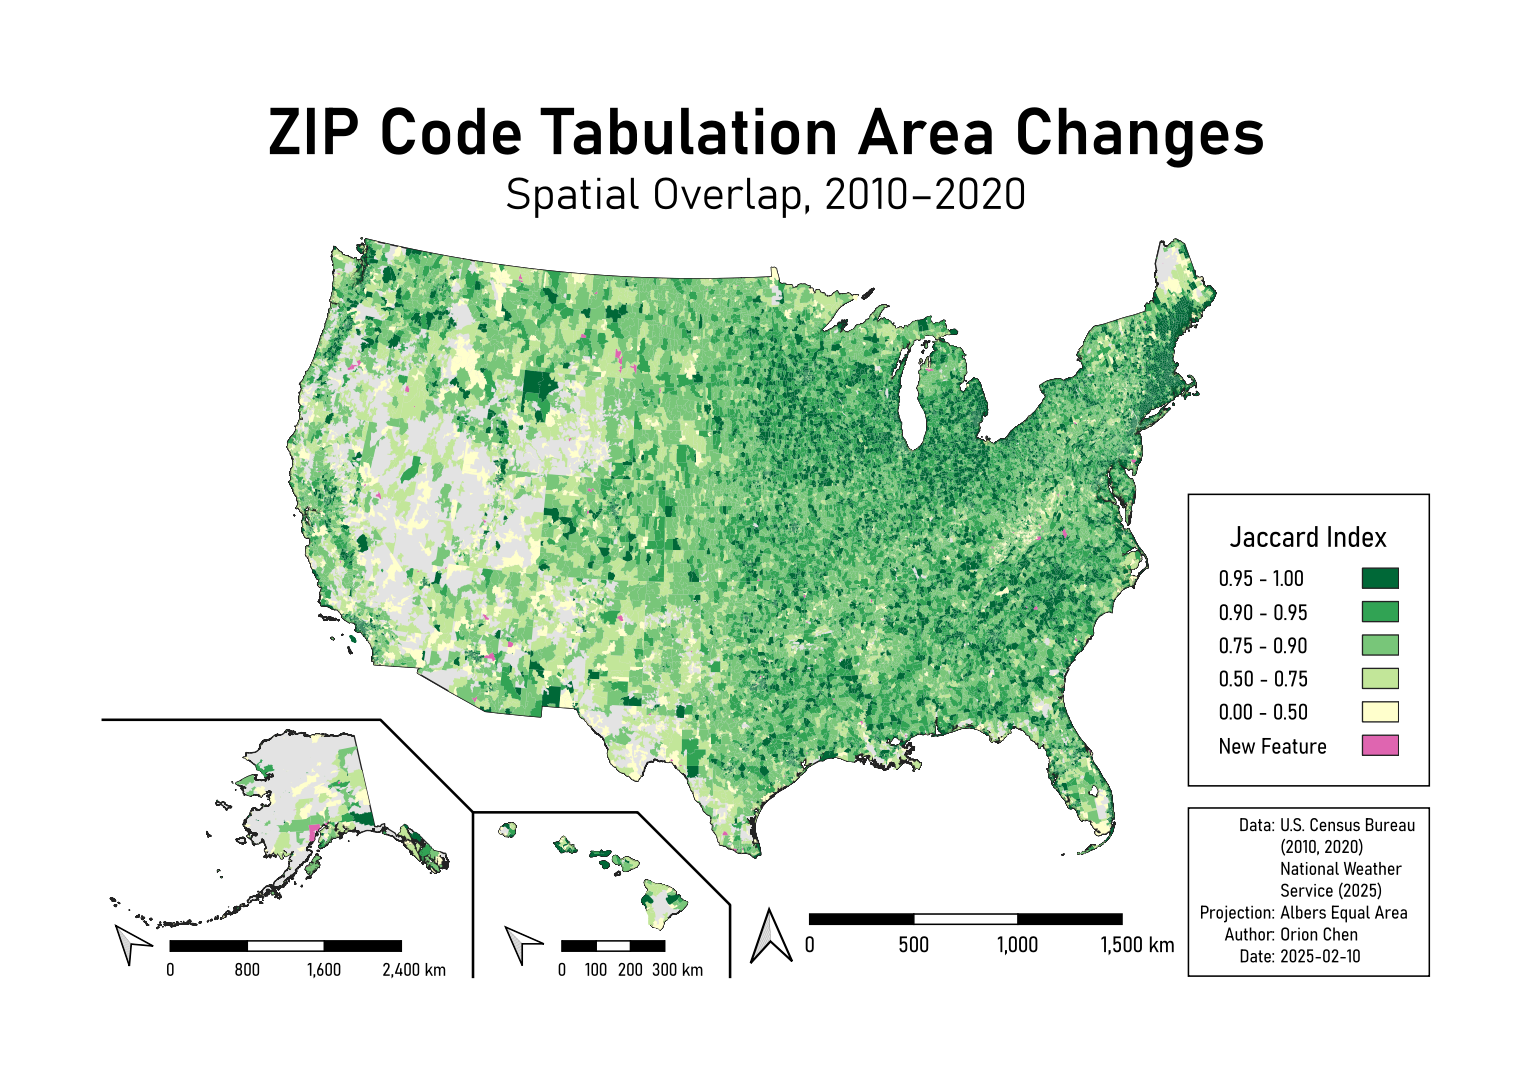 ZIP Code Tabulation Area Changes
Spatial Overlap, 2010–2020
Jaccard Index
0.95 - 1.00
0.90 - 0.95
0.75 - 0.90
0.50 - 0.75
0.00 - 0.50
New Feature
Data: U.S. Census Bureau
(2010, 2020)
National Weather
Service (2025)
Projection: Albers Equal Area
Author: Orion Chen
Date: 2025-02-10
0 800 1,600 2,400 km
0 100 200 300 km
0 500 1,000 1,500 km